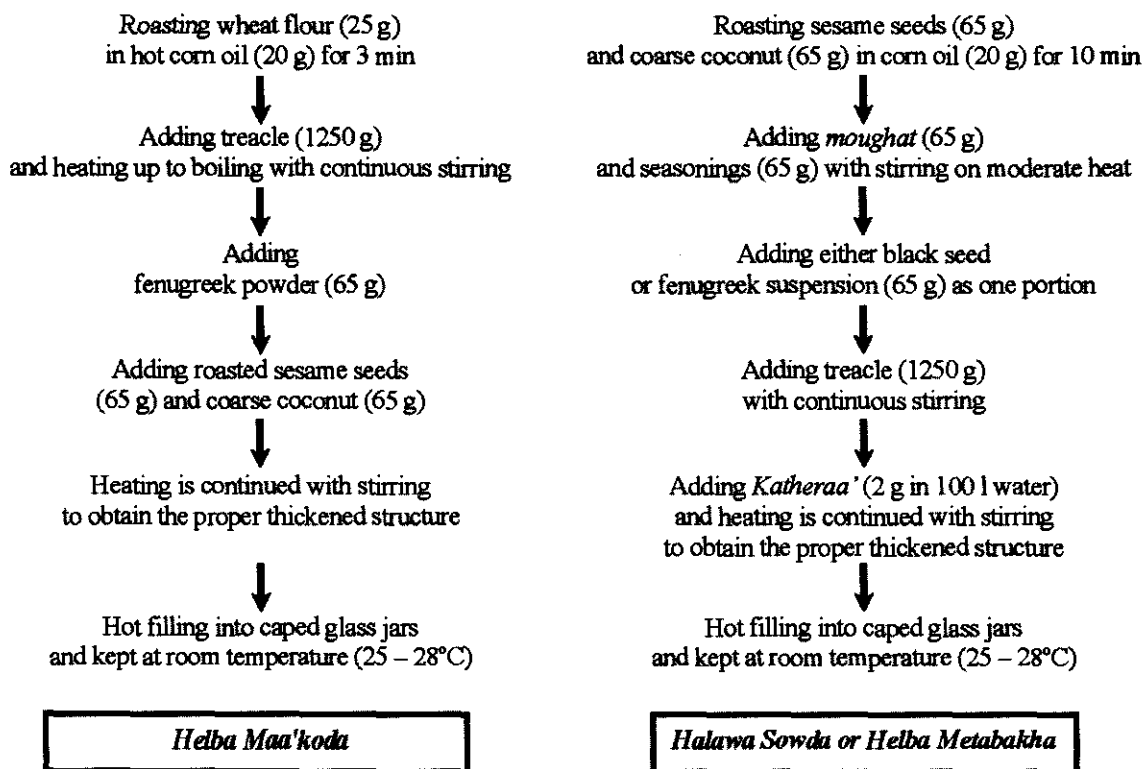 Roasting wheat flour (25 g)
in hot corn oil (20 g) for 3 min
Adding treacle (1250 g)
and heating up to boiling with continuous stirring
Adding
fenugreek powder (65 g)
Adding roasted sesame seeds
(65 g) and coarse coconut (65 g)
Heating is continued with stirring
to obtain the proper thickened structure
Hot filling into caped glass jars
and kept at room temperature (25 – 28°C)
Helba Maa'koda
Roasting sesame seeds (65 g)
and coarse coconut (65 g) in corn oil (20 g) for 10 min
Adding moughat (65 g)
and seasonings (65 g) with stirring on moderate heat
Adding either black seed
or fenugreek suspension (65 g) as one portion
Adding treacle (1250 g)
with continuous stirring
Adding Katheraa' (2 g in 100 l water)
and heating is continued with stirring
to obtain the proper thickened structure
Hot filling into caped glass jars
and kept at room temperature (25 – 28°C)
Halawa Sowda or Helba Metabakha